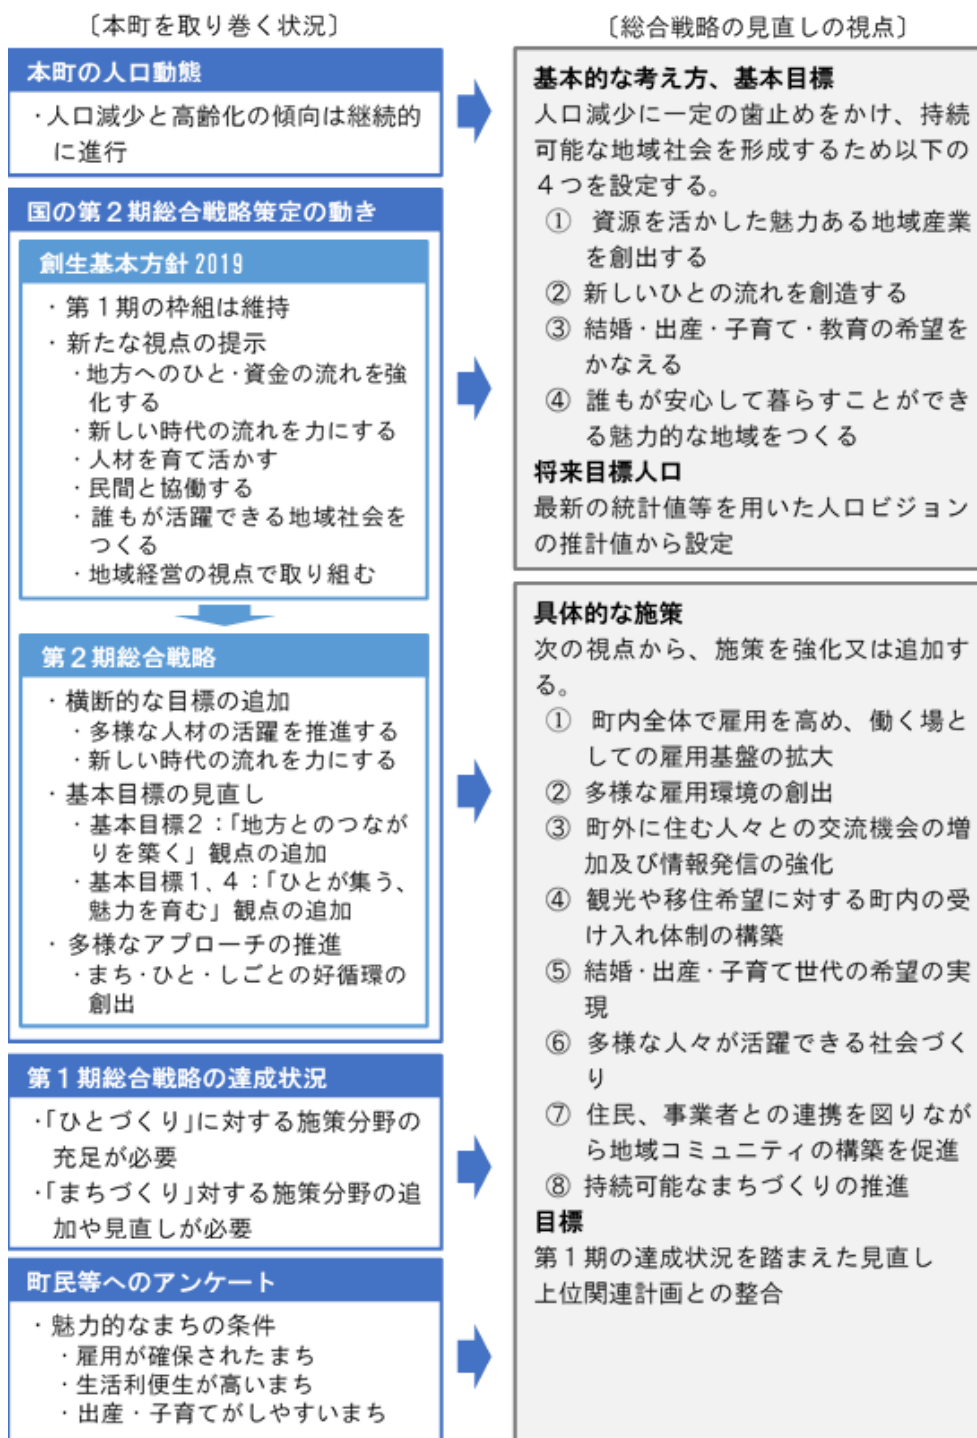 〔本町を取り巻く状況〕
本町の人口動態
・人口減少と高齢化の傾向は継続的
に進行
国の第２期総合戦略策定の動き
創生基本方針2019
・第１期の枠組は維持
・新たな視点の提示
・地方へのひと・資金の流れを強
化する
・新しい時代の流れを力にする
・人材を育て活かす
・民間と協働する
・誰もが活躍できる地域社会を
つくる
・地域経営の視点で取り組む
第２期総合戦略
・横断的な目標の追加
・多様な人材の活躍を推進する
・新しい時代の流れを力にする
・基本目標の見直し
・基本目標２：「地方とのつなが
りを築く」観点の追加
・基本目標１、４：「ひとが集う、
魅力を育む」観点の追加
・多様なアプローチの推進
・まち・ひと・しごとの好循環の
創出
第１期総合戦略の達成状況
・「ひとづくり」に対する施策分野の
充足が必要
・「まちづくり」対する施策分野の追
加や見直しが必要
町民等へのアンケート
・魅力的なまちの条件
・雇用が確保されたまち
・生活利便生が高いまち
・出産・子育てがしやすいまち
〔総合戦略の見直しの視点〕
基本的な考え方、基本目標
人口減少に一定の歯止めをかけ、持続
可能な地域社会を形成するため以下の
４つを設定する。
① 資源を活かした魅力ある地域産業
を創出する
② 新しいひとの流れを創造する
③ 結婚・出産・子育て・教育の希望を
かなえる
④ 誰もが安心して暮らすことができ
る魅力的な地域をつくる
将来目標人口
最新の統計値等を用いた人口ビジョン
の推計値から設定
具体的な施策
次の視点から、施策を強化又は追加す
る。
① 町内全体で雇用を高め、働く場と
しての雇用基盤の拡大
② 多様な雇用環境の創出
③ 町外に住む人々との交流機会の増
加及び情報発信の強化
④ 観光や移住希望に対する町内の受
け入れ体制の構築
⑤ 結婚・出産・子育て世代の希望の実
現
⑥ 多様な人々が活躍できる社会づく
り
⑦ 住民、事業者との連携を図りなが
ら地域コミュニティの構築を促進
⑧ 持続可能なまちづくりの推進
目標
第１期の達成状況を踏まえた見直し
上位関連計画との整合